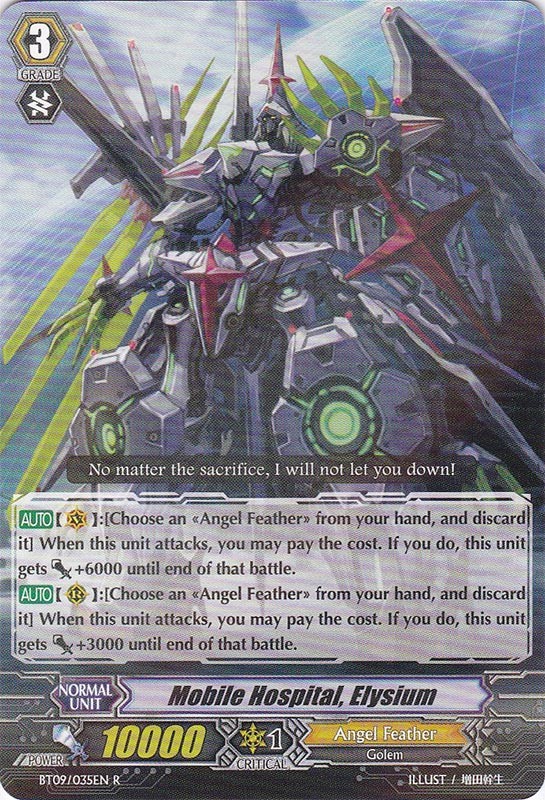 3
GRADE
No matter the sacrifice, I will not let you down!
AUTO【 V 】:[Choose an «Angel Feather» from your hand, and discard
it] When this unit attacks, you may pay the cost. If you do, this unit
gets +6000 until end of that battle.
AUTO【 R 】:[Choose an «Angel Feather» from your hand, and discard
it] When this unit attacks, you may pay the cost. If you do, this unit
gets +3000 until end of that battle.
NORMAL
UNIT
Mobile Hospital, Elysium
POWER
10000
1
CRITICAL
Angel Feather
Golem
BT09/035EN R
ILLUST / 増田幹生